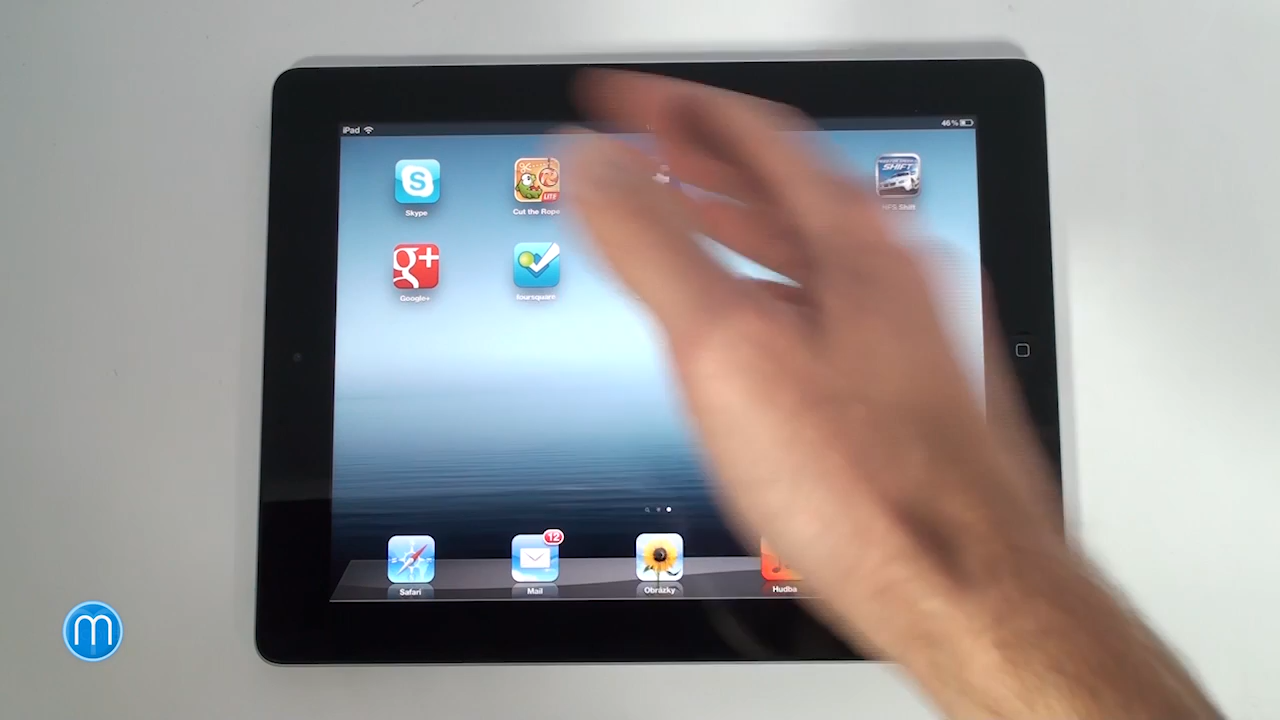 iPad 46%
Skype Cut the Rope NFS Shift
Google+ foursquare
12
Safari Mail Obrázky Hudba
SHIFT
LITE
g+
m